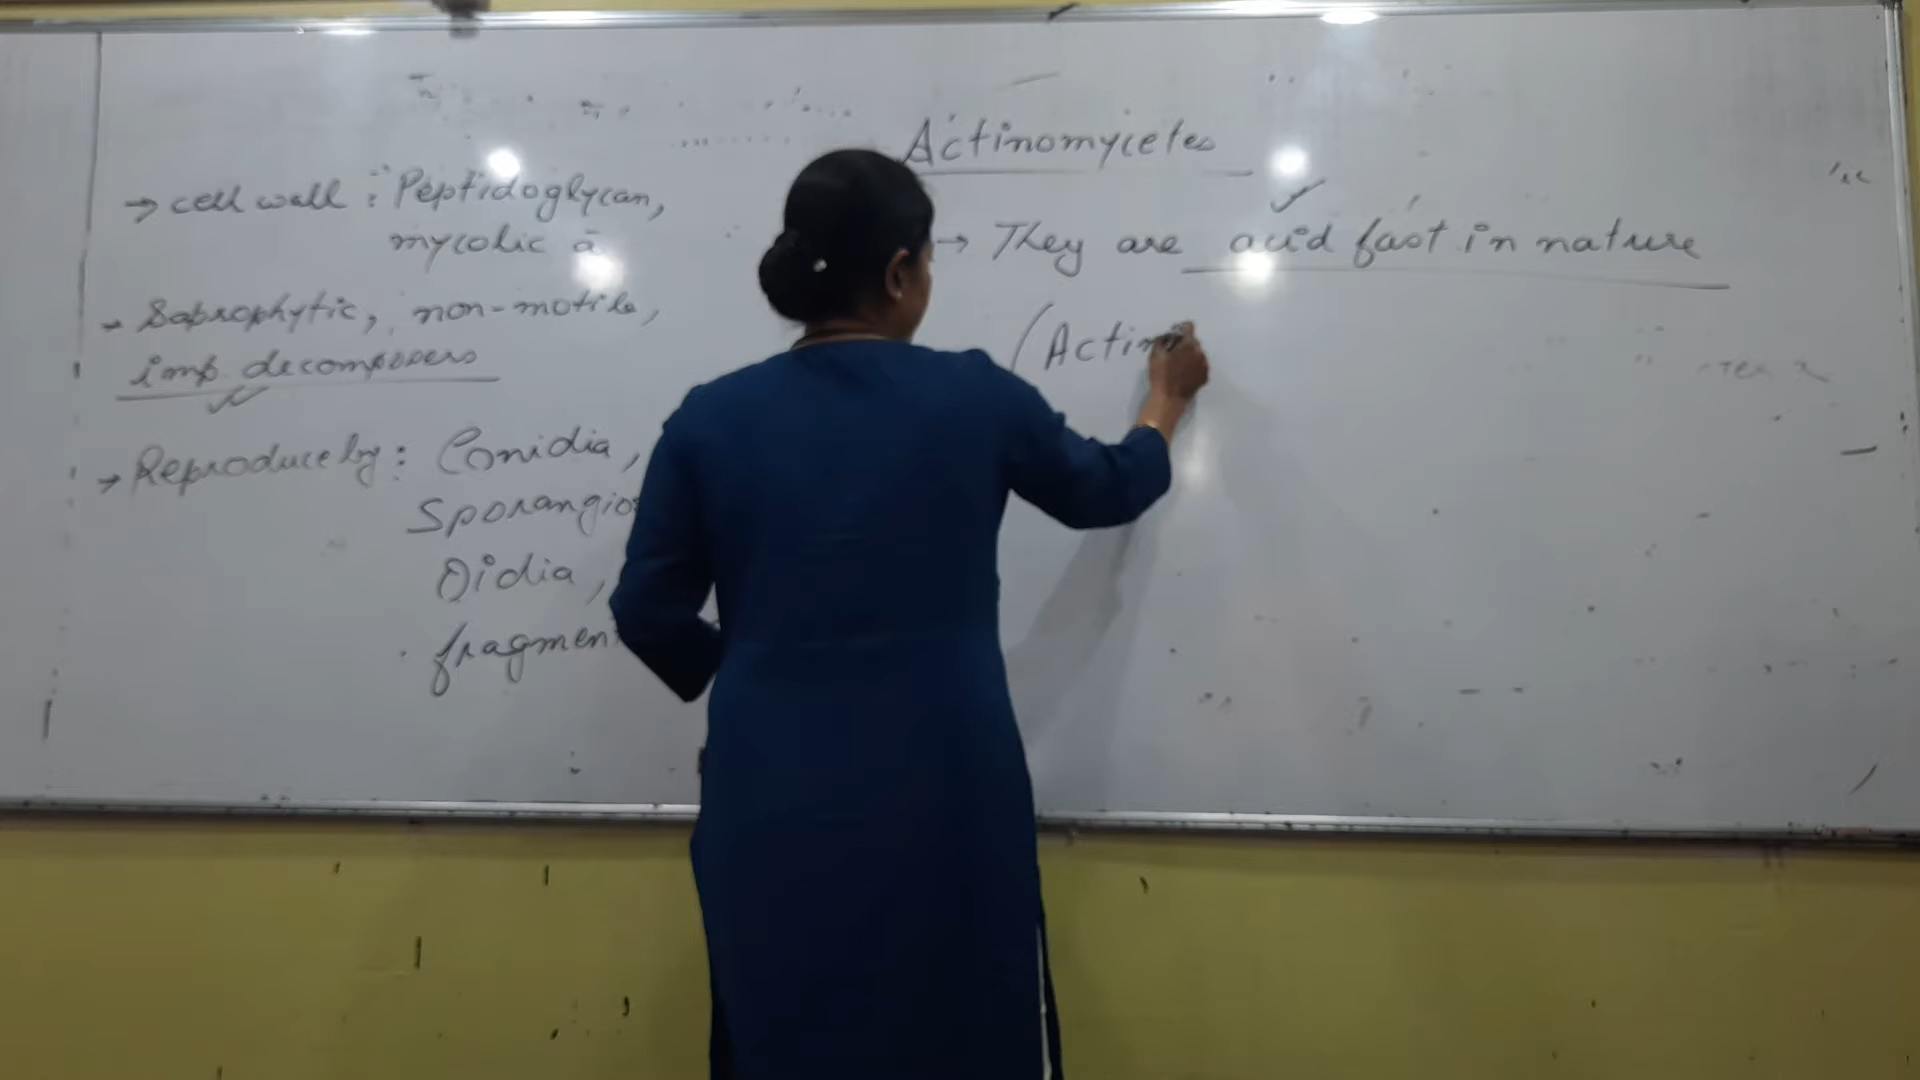 Actinomycetes
→ cell wall : Peptidoglycan,
mycolic a
→ Saprophytic, non-motile,
imp. decomposers
→ Reproduce by : Conidia,
Sporangios
Oidia,
fragment
→ They are acid fast in nature
(Actin